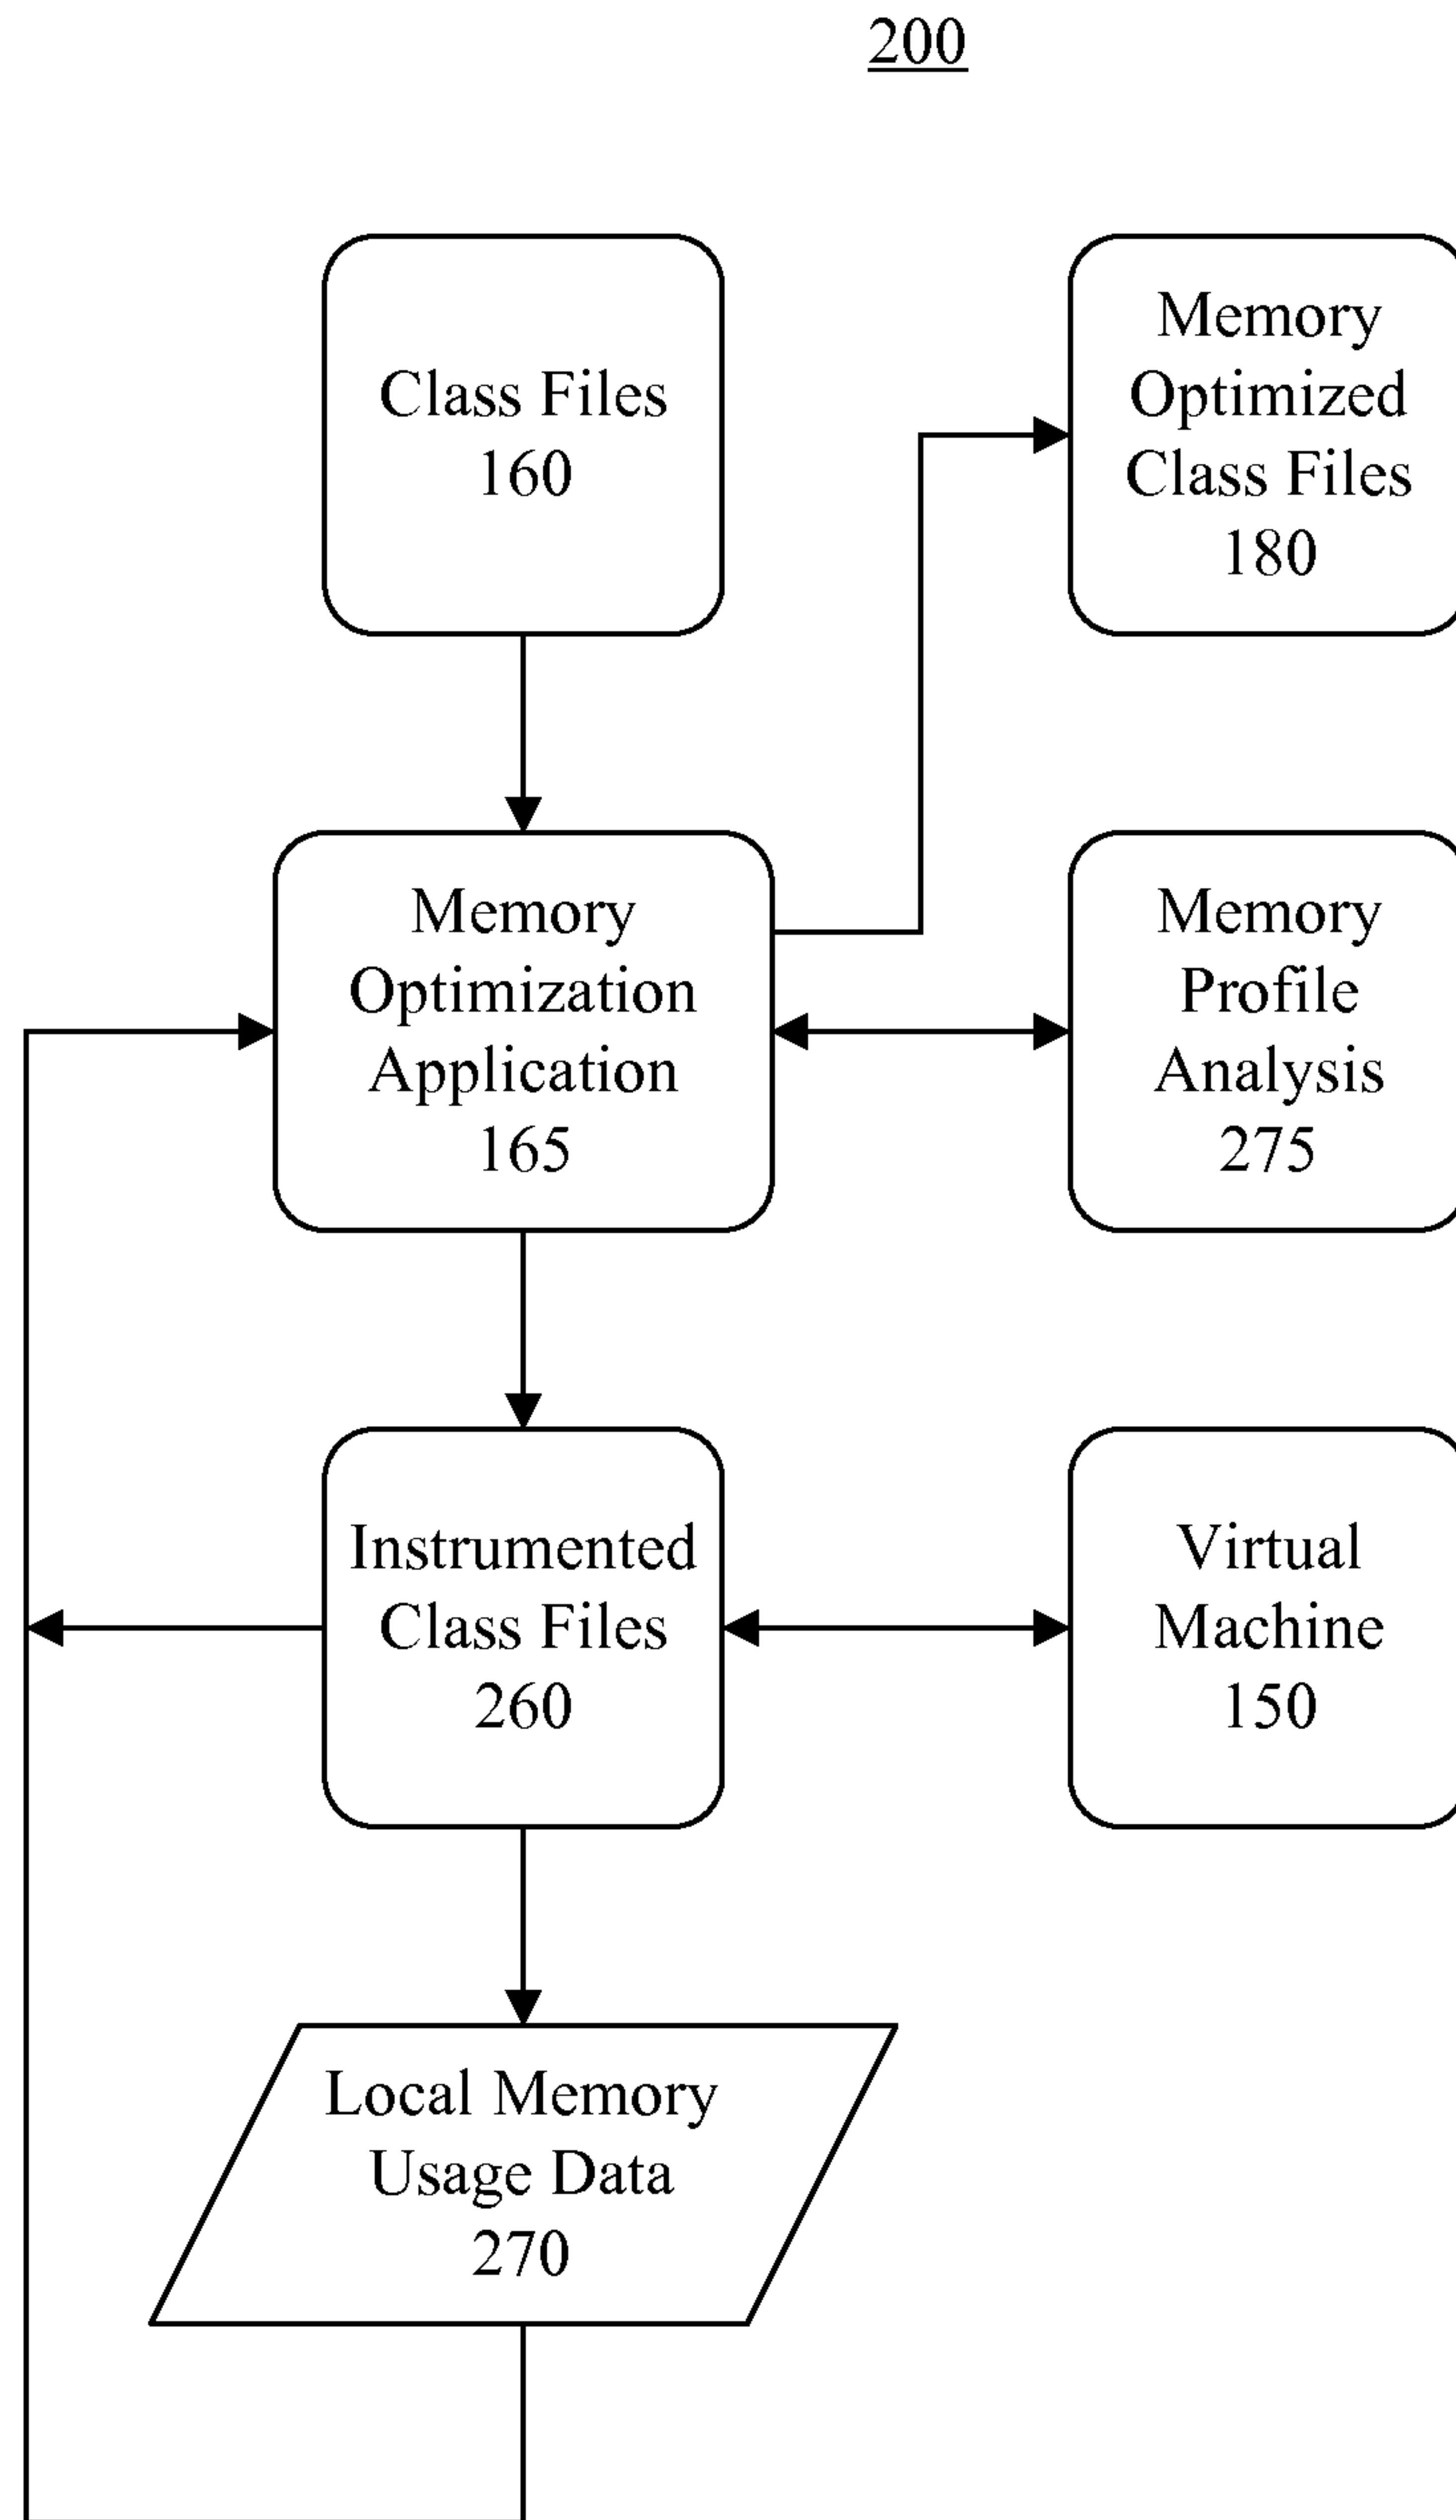 200
Class Files
160
Memory
Optimized
Class Files
180
Memory
Optimization
Application
165
Memory
Profile
Analysis
275
Instrumented
Class Files
260
Virtual
Machine
150
Local Memory
Usage Data
270